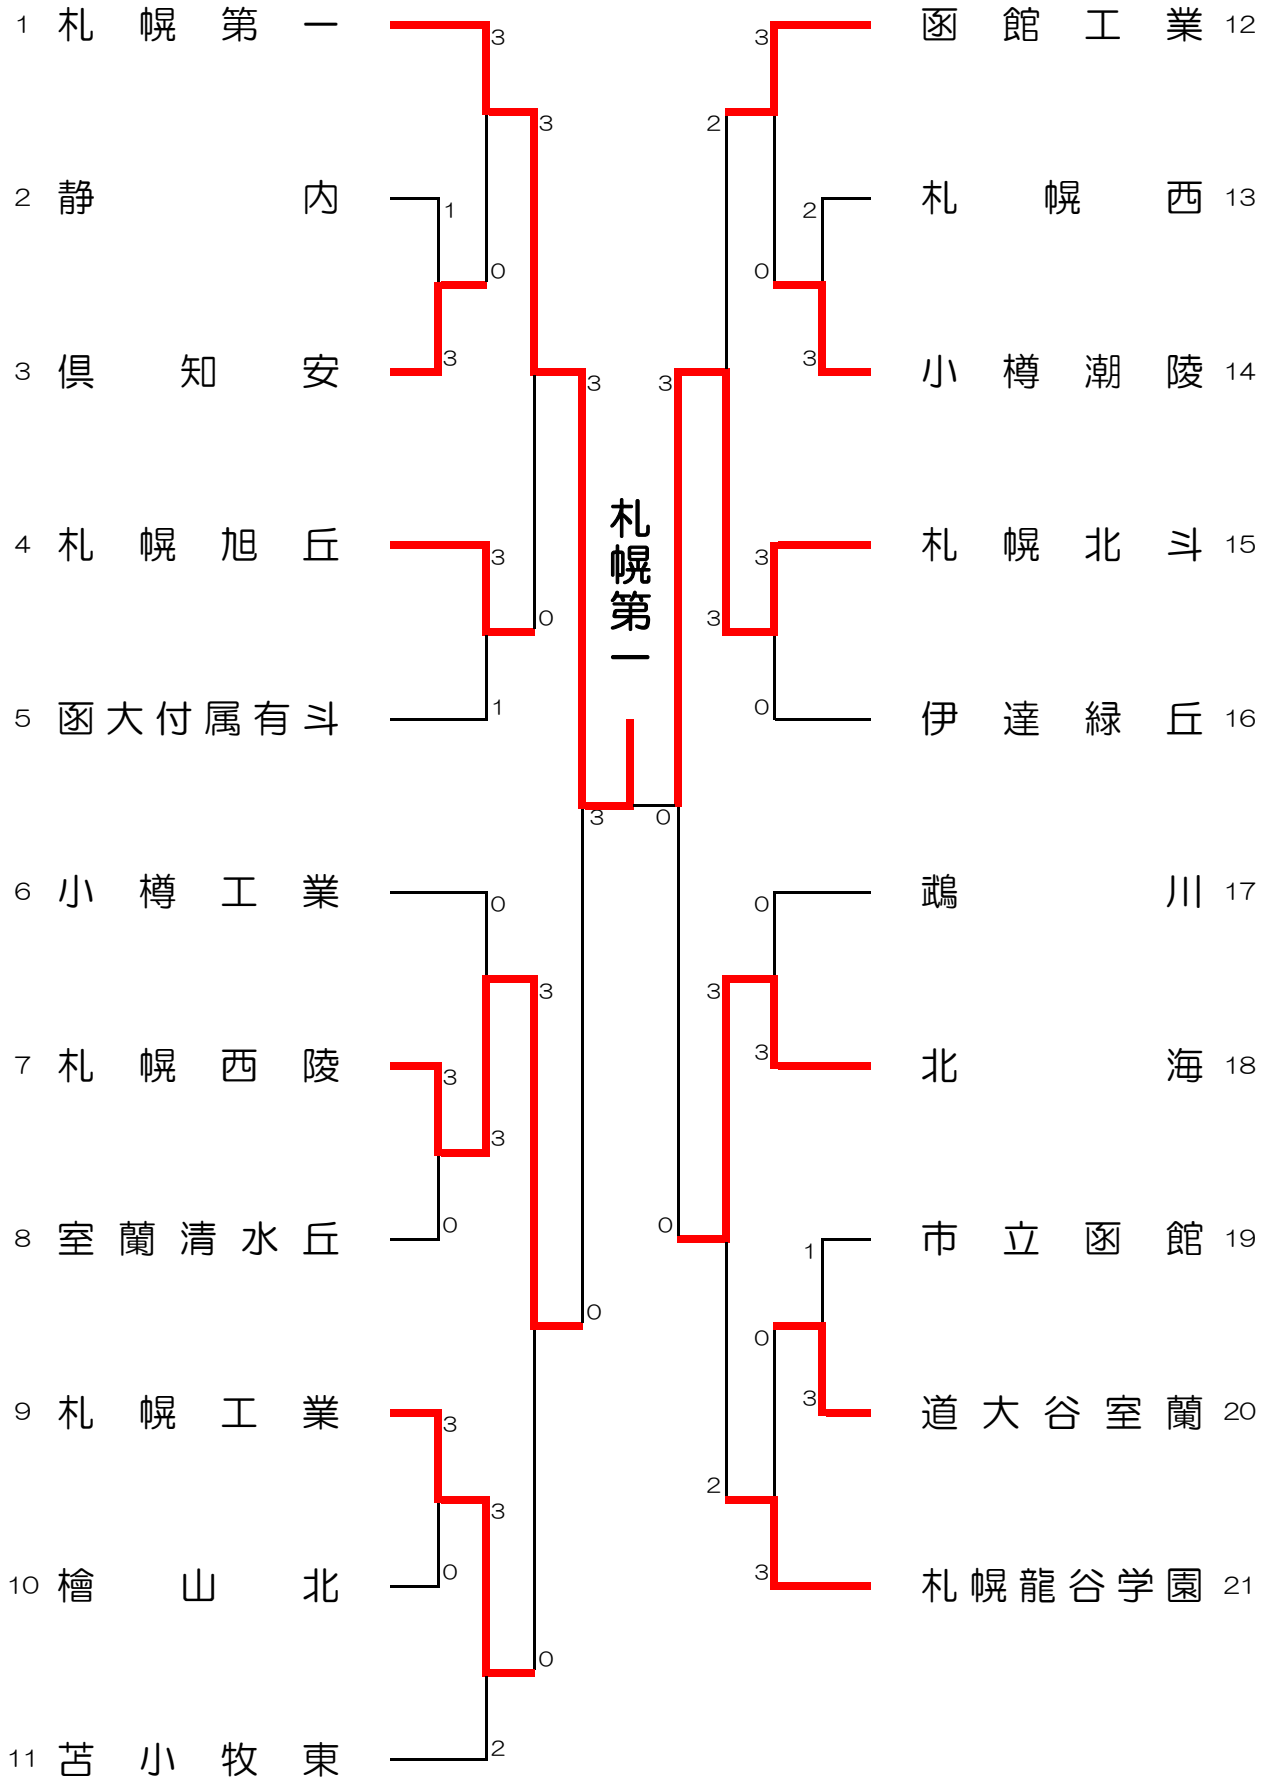 1 札幌第一 3 3 函館工業 12
3 2
2 静内 1 2 札幌西 13
0 0
3 倶知安 3 3 小樽潮陵 14
3 3
4 札幌旭丘 3 3 札幌北斗 15
札幌第一
0 3
5 函大付属有斗 1 0 伊達緑丘 16
3 0
6 小樽工業 0 0 鵡川 17
3 3
7 札幌西陵 3 3 北海 18
3
8 室蘭清水丘 0 0 1 市立函館 19
0 0
9 札幌工業 3 3 道大谷室蘭 20
3 2
10 檜山北 0 3 札幌龍谷学園 21
0
11 苫小牧東 2